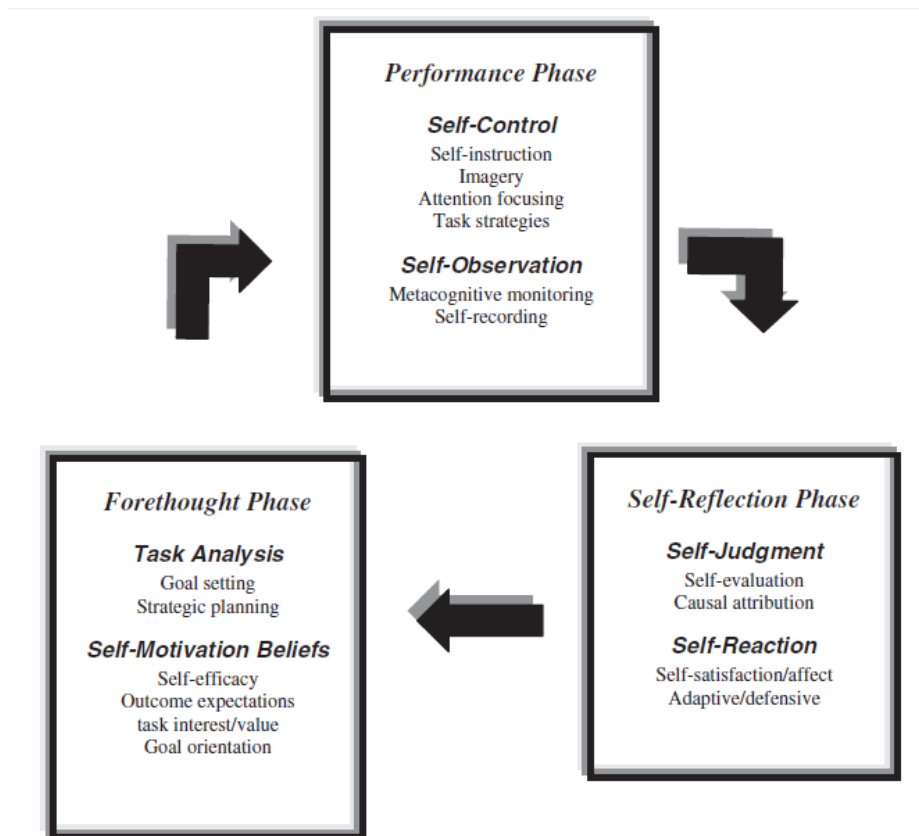 Performance Phase
Self-Control
Self-instruction
Imagery
Attention focusing
Task strategies
Self-Observation
Metacognitive monitoring
Self-recording
Forethought Phase
Task Analysis
Goal setting
Strategic planning
Self-Motivation Beliefs
Self-efficacy
Outcome expectations
task interest/value
Goal orientation
Self-Reflection Phase
Self-Judgment
Self-evaluation
Causal attribution
Self-Reaction
Self-satisfaction/affect
Adaptive/defensive